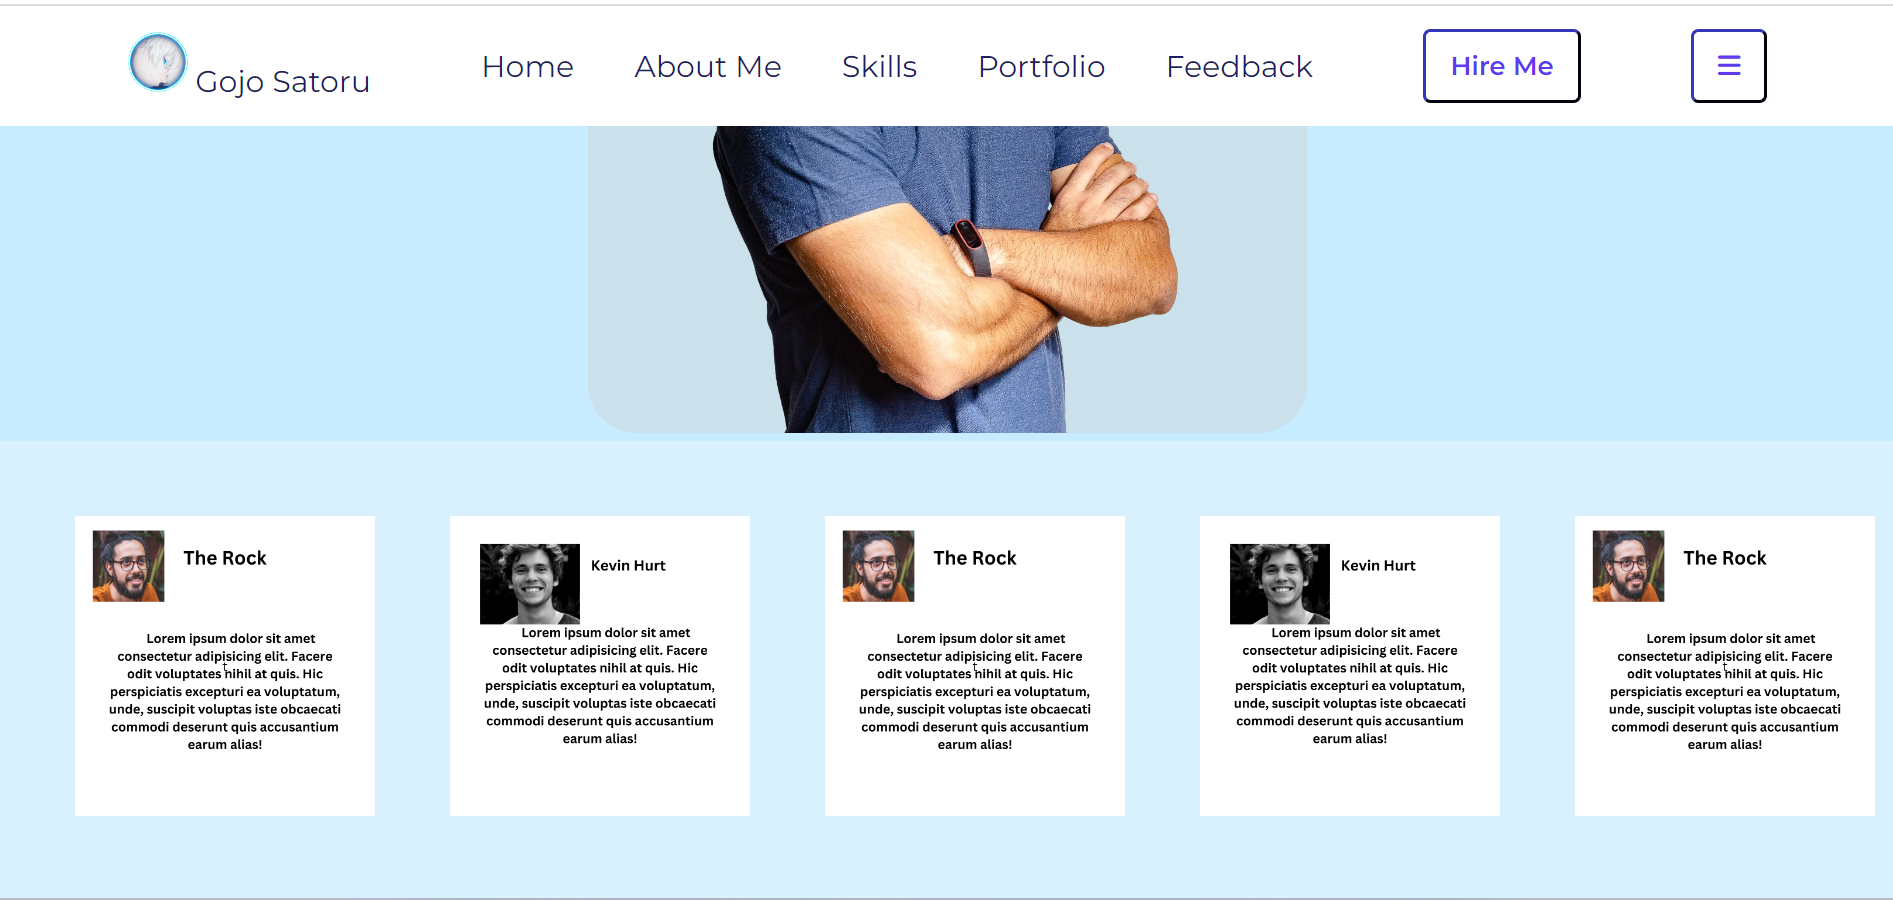 Gojo Satoru
Home
About Me
Skills
Portfolio
Feedback
Hire Me
The Rock
Lorem ipsum dolor sit amet
consectetur adipisicing elit. Facere
t
odit voluptates nihil at quis. Hic
perspiciatis excepturi ea voluptatum,
unde, suscipit voluptas iste obcaecati
commodi deserunt quis accusantium
earum alias!
Kevin Hurt
Lorem ipsum dolor sit amet
consectetur adipisicing elit. Facere
odit voluptates nihil at quis. Hic
perspiciatis excepturi ea voluptatum,
unde, suscipit voluptas iste obcaecati
commodi deserunt quis accusantium
earum alias!
The Rock
Lorem ipsum dolor sit amet
consectetur adipisicing elit. Facere
t
odit voluptates nihil at quis. Hic
perspiciatis excepturi ea voluptatum,
unde, suscipit voluptas iste obcaecati
commodi deserunt quis accusantium
earum alias!
Kevin Hurt
Lorem ipsum dolor sit amet
consectetur adipisicing elit. Facere
odit voluptates nihil at quis. Hic
perspiciatis excepturi ea voluptatum,
unde, suscipit voluptas iste obcaecati
commodi deserunt quis accusantium
earum alias!
The Rock
Lorem ipsum dolor sit amet
consectetur adipisicing elit. Facere
t
odit voluptates nihil at quis. Hic
perspiciatis excepturi ea voluptatum,
unde, suscipit voluptas iste obcaecati
commodi deserunt quis accusantium
earum alias!